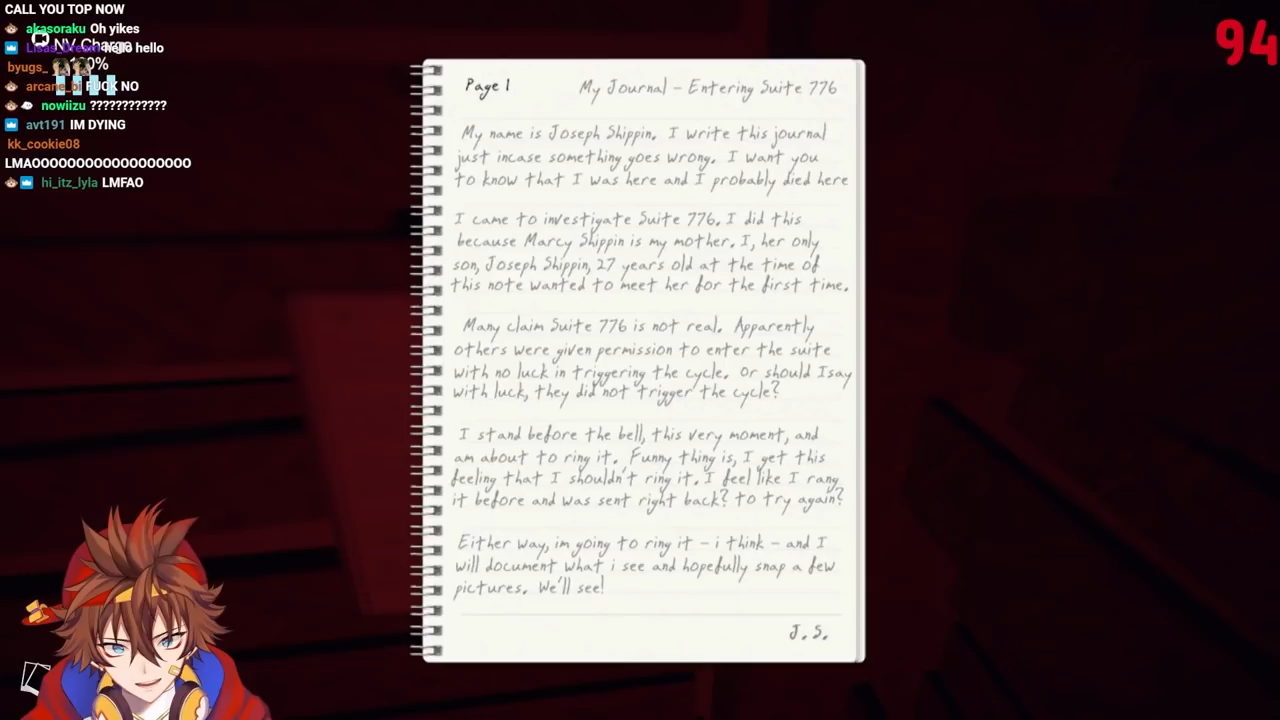 CALL YOU TOP NOW
akasoraku Oh yikes
Lisas_Dream hello hello
NV Charge
byugs_
100%
arcane_bi FUCK NO
nowiizu ????????????
avt191 IM DYING
kk_cookie08
LMAOOOOOOOOOOOOOOOOOO
hi_itz_lyla LMFAO
94
Page 1
My Journal - Entering Suite 776
My name is Joseph Shippin. I write this journal
just incase something goes wrong. I want you
to know that I was here and I probably died here
I came to investigate Suite 776. I did this
because Marcy Shippin is my mother. I, her only
son, Joseph Shippin, 27 years old at the time of
this note wanted to meet her for the first time.
Many claim Suite 776 is not real. Apparently
others were given permission to enter the suite
with no luck in triggering the cycle. Or should I say
with luck, they did not trigger the cycle?
I stand before the bell, this very moment, and
am about to ring it. Funny thing is, I get this
feeling that I shouldn't ring it. I feel like I rang
it before and was sent right back? to try again?
Either way, im going to ring it - i think - and I
will document what i see and hopefully snap a few
pictures. We'll see!
J.S.